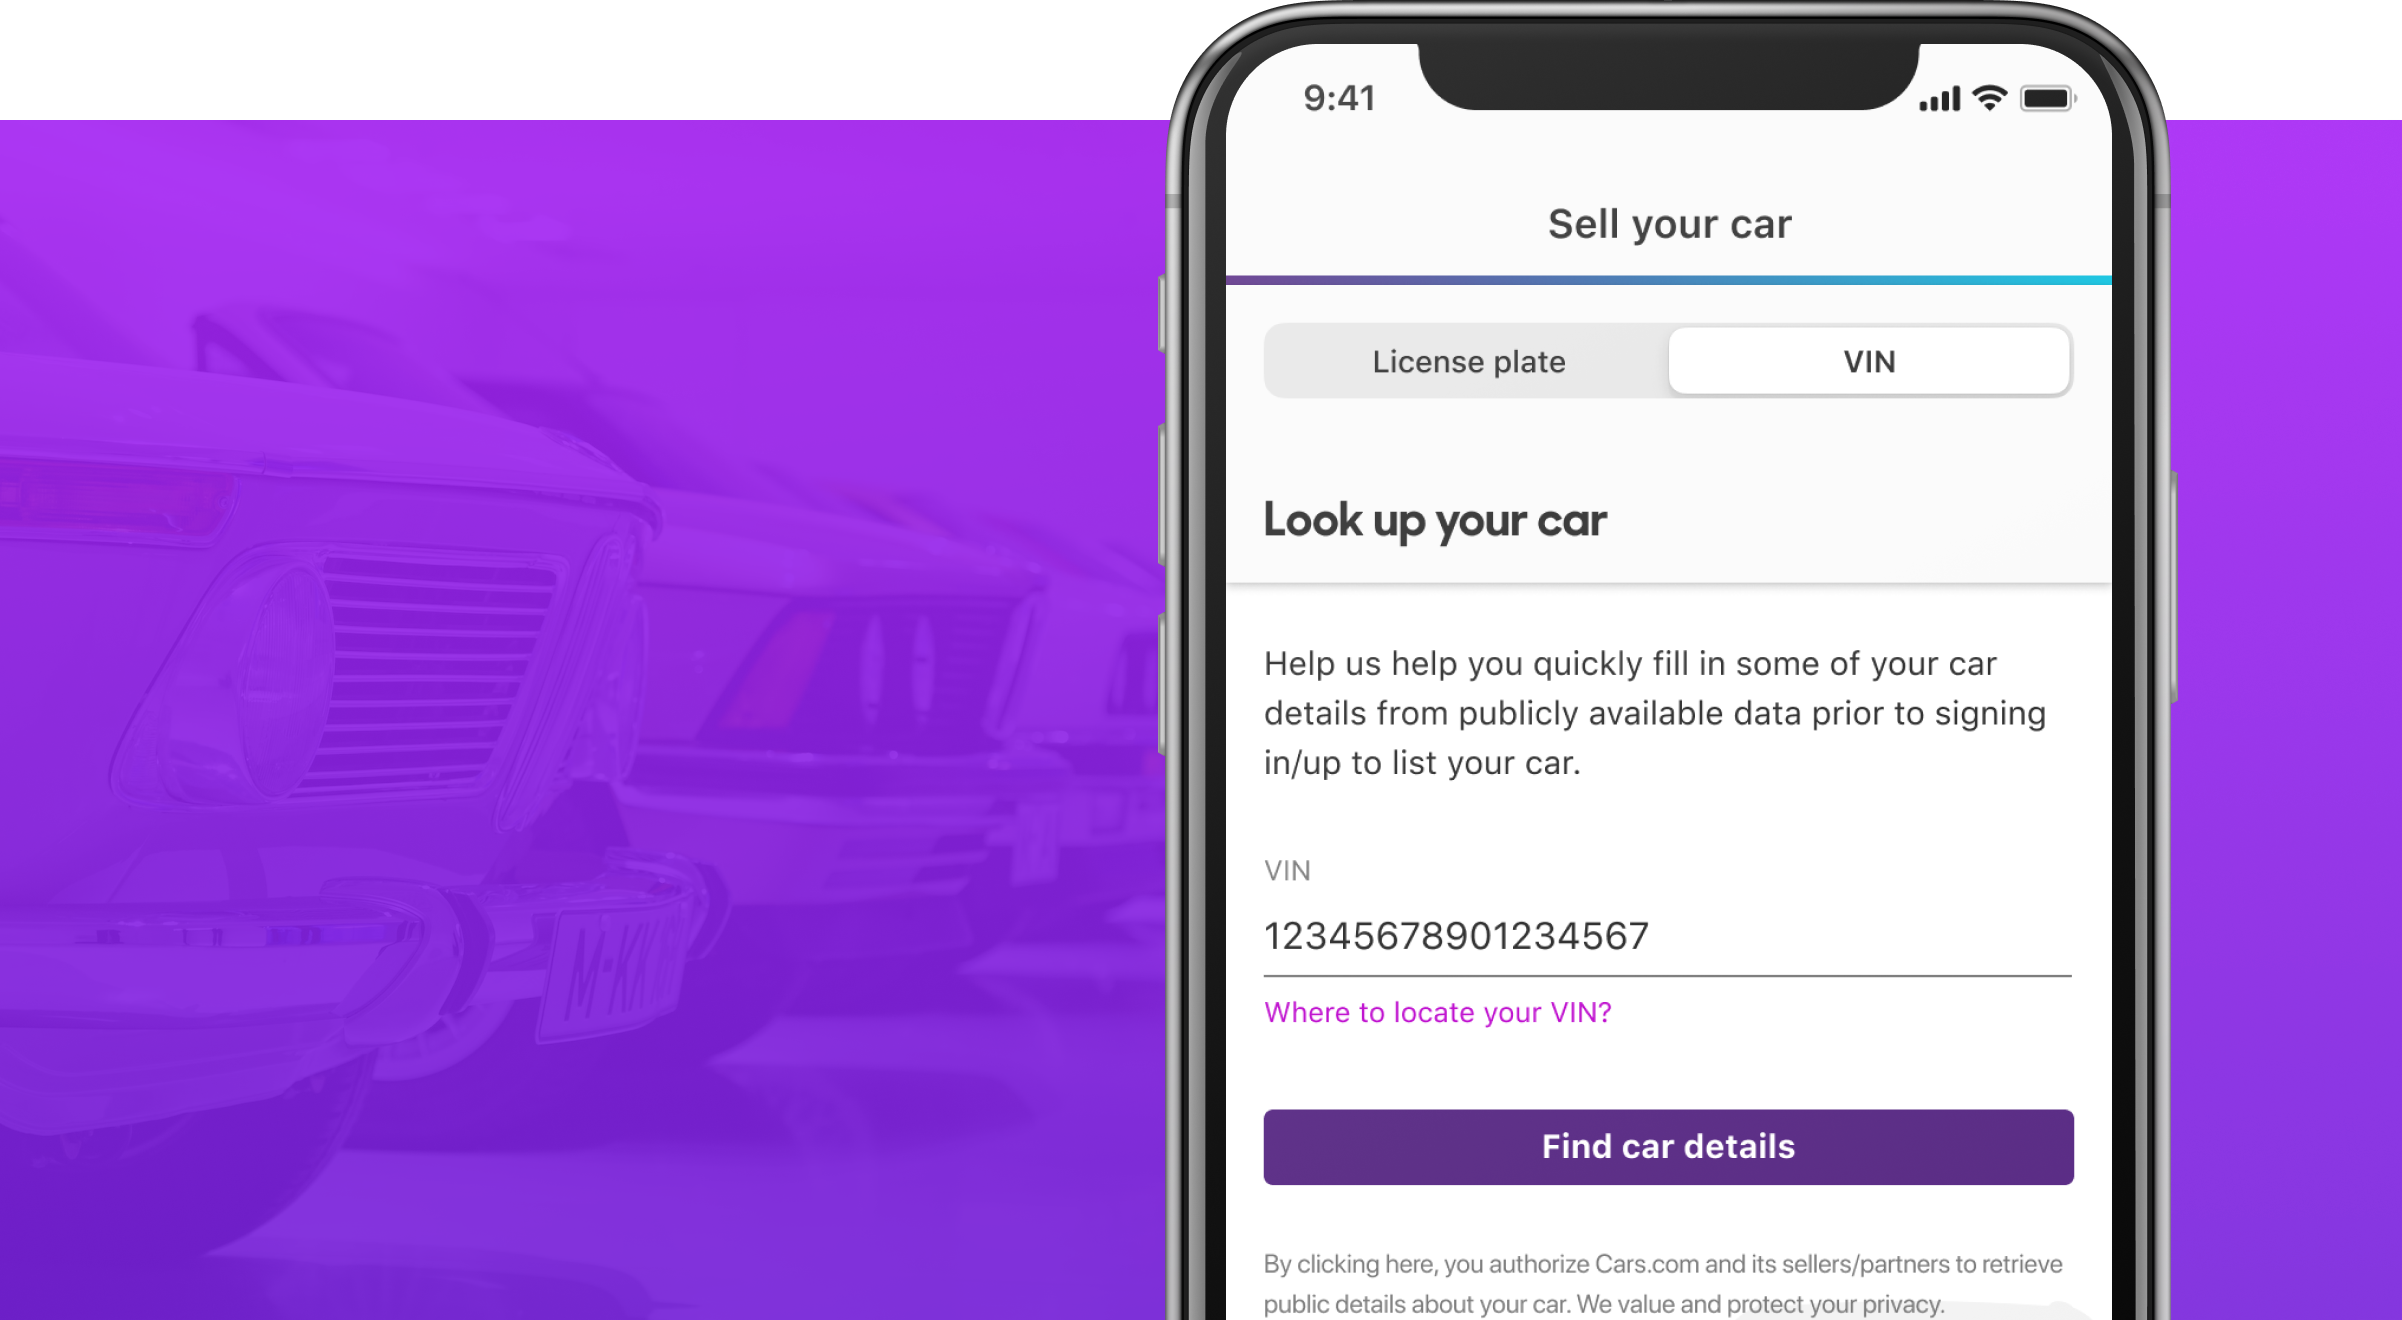 9:41
Sell your car
License plate
VIN
Look up your car
Help us help you quickly fill in some of your car
details from publicly available data prior to signing
in/up to list your car.
VIN
12345678901234567
Where to locate your VIN?
Find car details
By clicking here, you authorize Cars.com and its sellers/partners to retrieve
public details about your car. We value and protect your privacy.